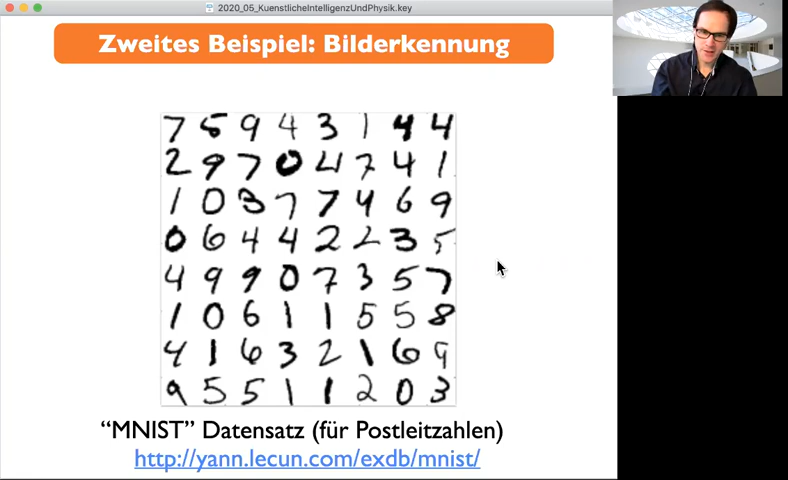 2020_05_KuenstlicheIntelligenzUndPhysik.key
Zweites Beispiel: Bilderkennung
7 5 9 4 3 1 4 4
2 9 7 0 4 7 4 1
1 0 3 7 7 4 6 9
0 6 4 4 2 2 3 5
4 9 9 0 7 3 5 7
1 0 6 1 1 5 5 8
4 1 6 3 2 1 6 9
9 5 5 1 1 2 0 3
“MNIST” Datensatz (für Postleitzahlen)
http://yann.lecun.com/exdb/mnist/